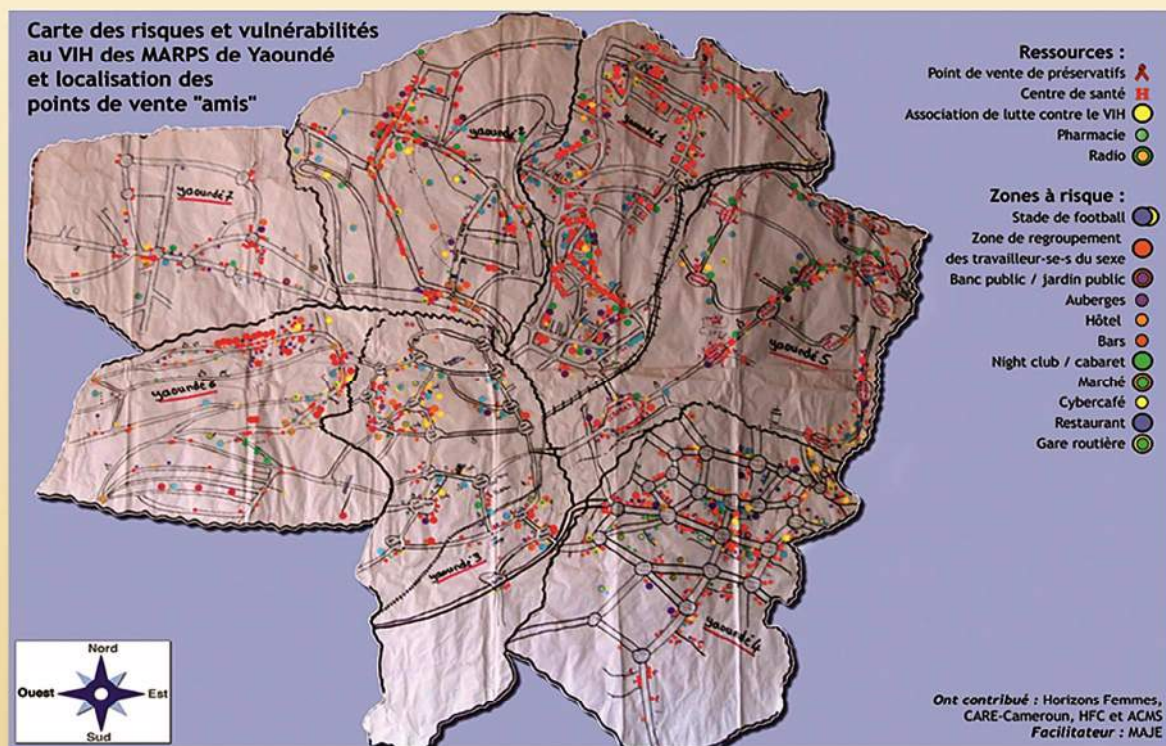 Carte des risques et vulnérabilités
au VIH des MARPS de Yaoundé
et localisation des
points de vente "amis"
Ressources :
Point de vente de préservatifs
Centre de santé
H
Association de lutte contre le VIH
Pharmacie
Radio
Zones à risque :
Stade de football
Zone de regroupement
des travailleur-se-s du sexe
Banc public / jardin public
Auberges
Hôtel
Bars
Night club / cabaret
Marché
Cybercafé
Restaurant
Gare routière
yaoundé 2
yaoundé 1
yaoundé 7
yaoundé 5
yaoundé 6
yaoundé 3
yaoundé 4
Nord
Ouest
Est
Sud
Ont contribué : Horizons Femmes,
CARE-Cameroun, HFC et ACMS
Facilitateur : MAJE